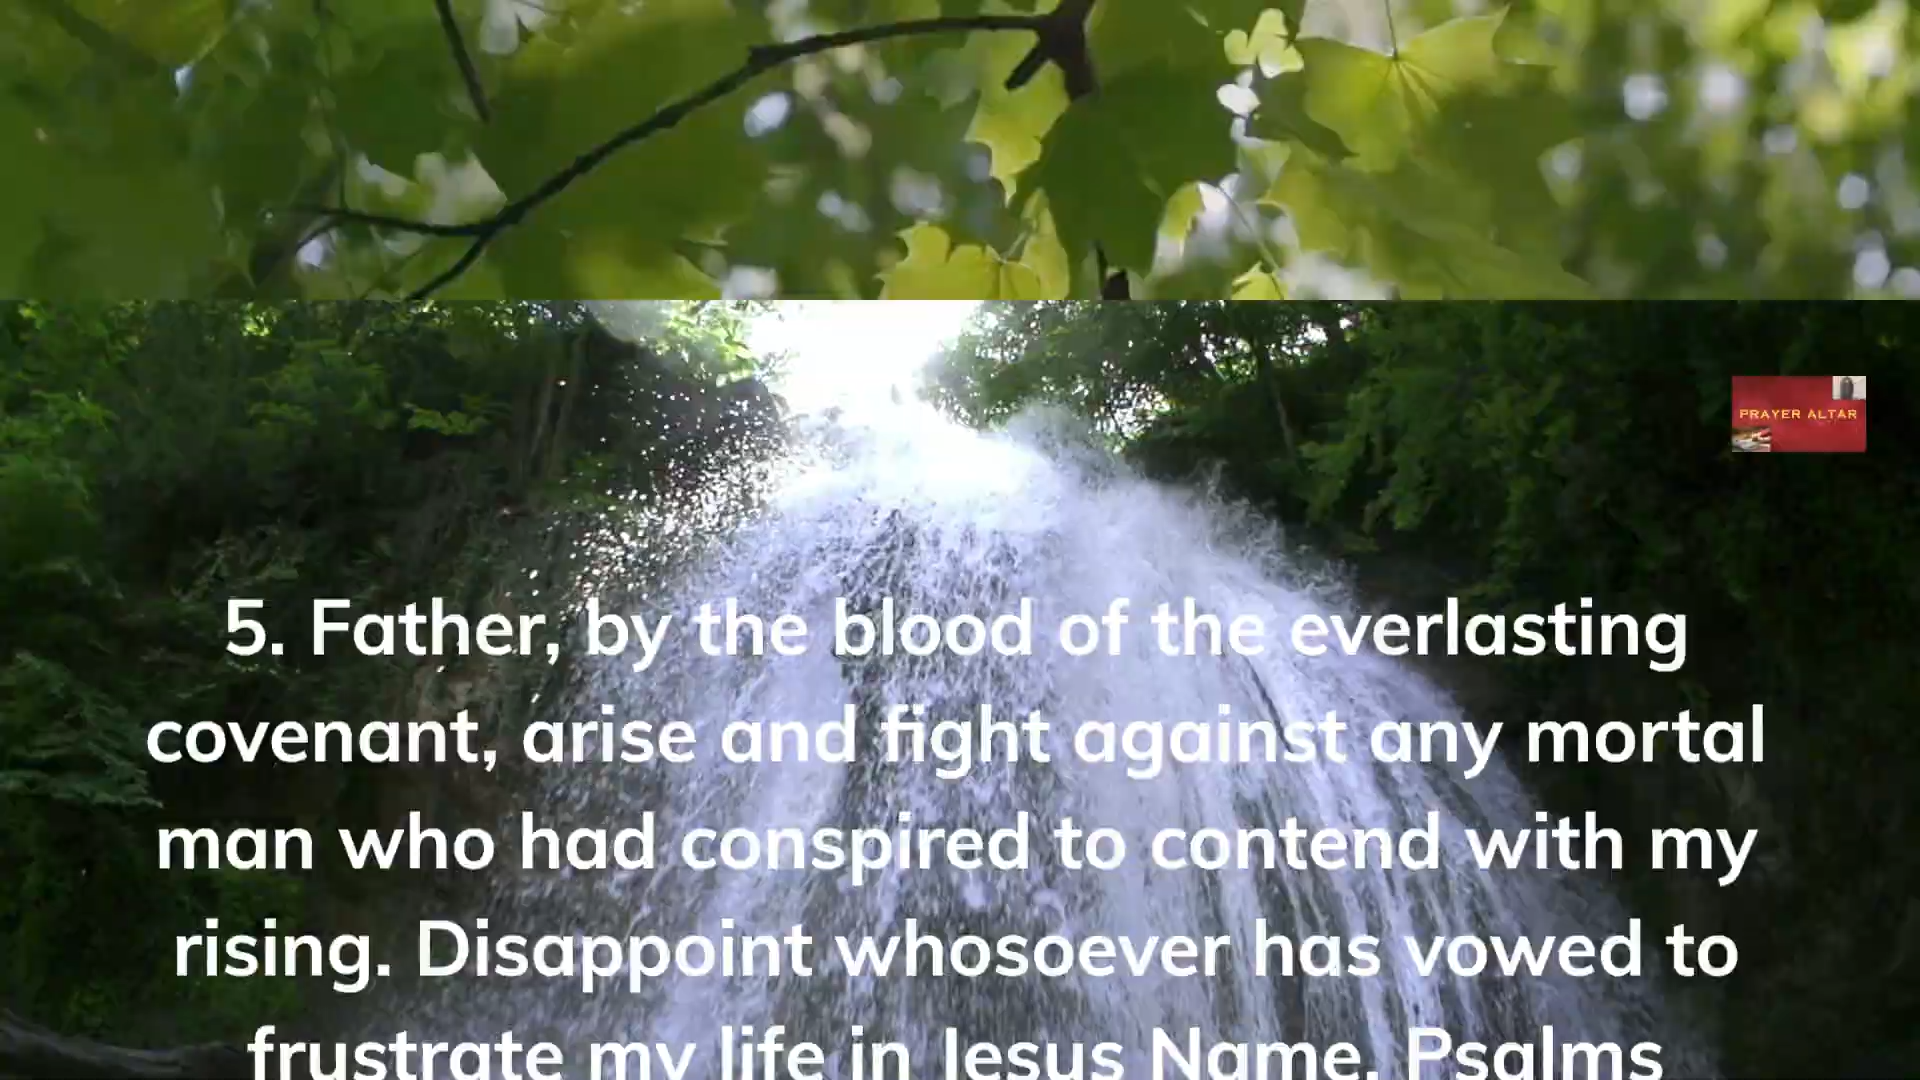 PRAYER ALTAR
5. Father, by the blood of the everlasting
covenant, arise and fight against any mortal
man who had conspired to contend with my
rising. Disappoint whosoever has vowed to
frustrate my life in Jesus Name. Psalms